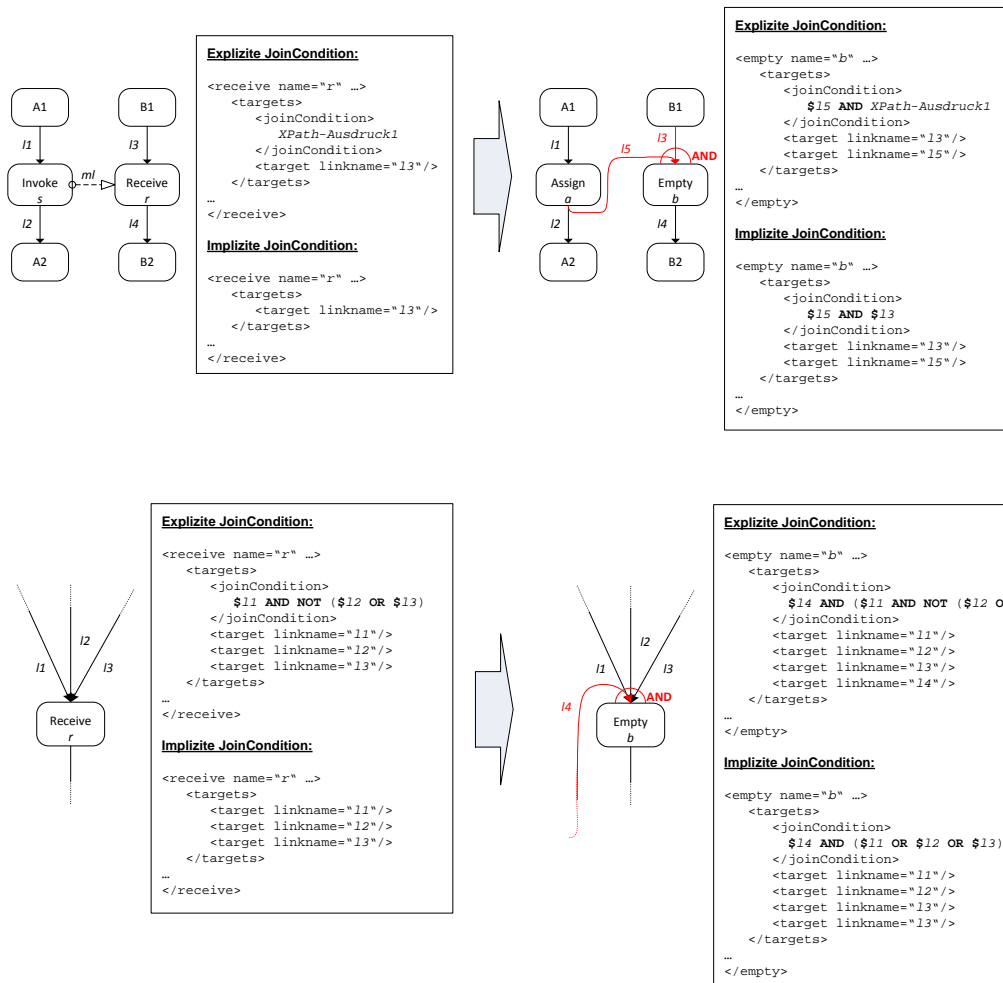 A1
B1
l1
l3
Invoke
s
ml
Receive
r
l2
l4
A2
B2
Explizite JoinCondition:
<receive name="r" …>
<targets>
<joinCondition>
XPath-Ausdruck1
</joinCondition>
<target linkname="l3"/>
</targets>
…
</receive>
Implizite JoinCondition:
<receive name="r" …>
<targets>
<target linkname="l3"/>
</targets>
…
</receive>
A1
B1
l1
l5
l3
AND
Assign
a
Empty
b
l2
l4
A2
B2
Explizite JoinCondition:
<empty name="b" …>
<targets>
<joinCondition>
$l5 AND XPath-Ausdruck1
</joinCondition>
<target linkname="l3"/>
<target linkname="l5"/>
</targets>
…
</empty>
Implizite JoinCondition:
<empty name="b" …>
<targets>
<joinCondition>
$l5 AND $l3
</joinCondition>
<target linkname="l3"/>
<target linkname="l5"/>
</targets>
…
</empty>
l1
l2
l3
Receive
r
Explizite JoinCondition:
<receive name="r" …>
<targets>
<joinCondition>
$l1 AND NOT ($l2 OR $l3)
</joinCondition>
<target linkname="l1"/>
<target linkname="l2"/>
<target linkname="l3"/>
</targets>
…
</receive>
Implizite JoinCondition:
<receive name="r" …>
<targets>
<target linkname="l1"/>
<target linkname="l2"/>
<target linkname="l3"/>
</targets>
…
</receive>
l1
l2
l3
l4
AND
Empty
b
Explizite JoinCondition:
<empty name="b" …>
<targets>
<joinCondition>
$l4 AND ($l1 AND NOT ($l2 O
</joinCondition>
<target linkname="l1"/>
<target linkname="l2"/>
<target linkname="l3"/>
<target linkname="l4"/>
</targets>
…
</empty>
Implizite JoinCondition:
<empty name="b" …>
<targets>
<joinCondition>
$l4 AND ($l1 OR $l2 OR $l3)
</joinCondition>
<target linkname="l1"/>
<target linkname="l2"/>
<target linkname="l3"/>
<target linkname="l3"/>
</targets>
…
</empty>